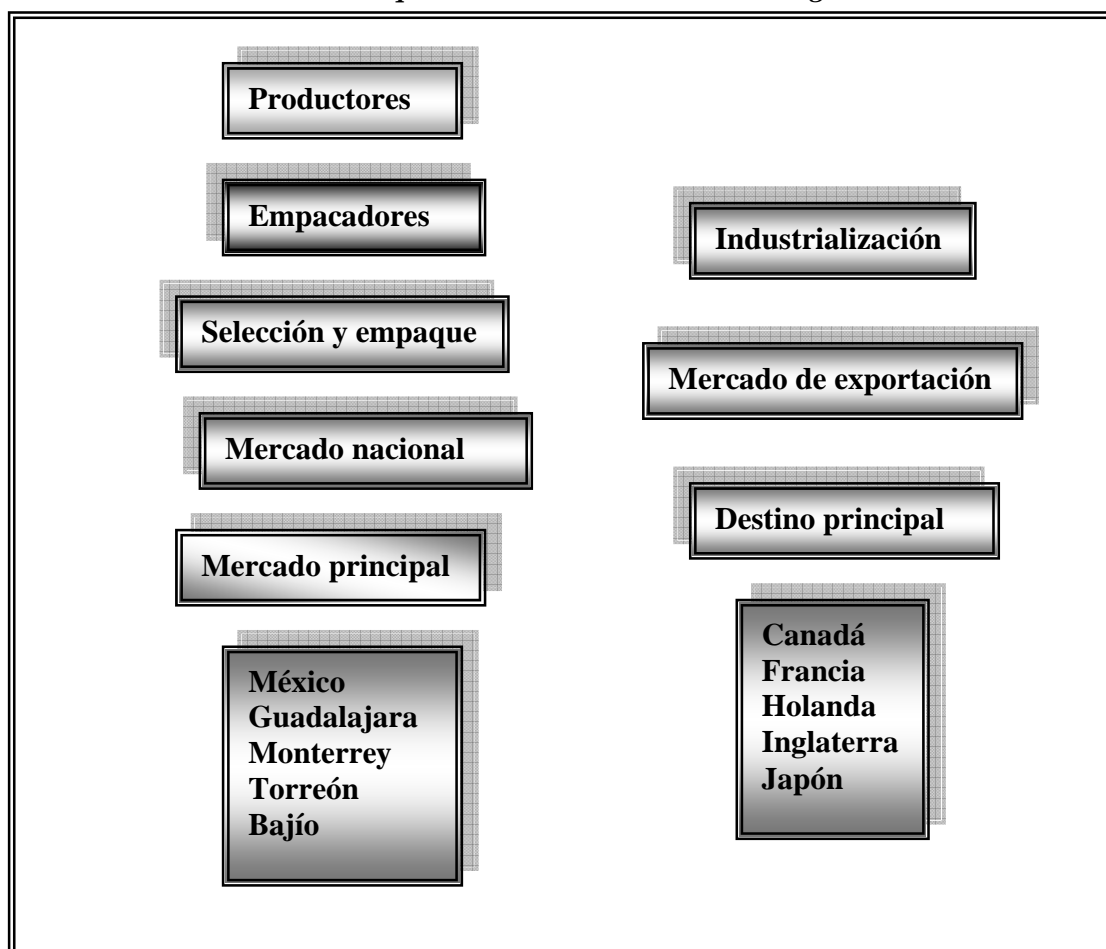 Productores
Empacadores
Selección y empaque
Mercado nacional
Mercado principal
México
Guadalajara
Monterrey
Torreón
Bajío
Industrialización
Mercado de exportación
Destino principal
Canadá
Francia
Holanda
Inglaterra
Japón